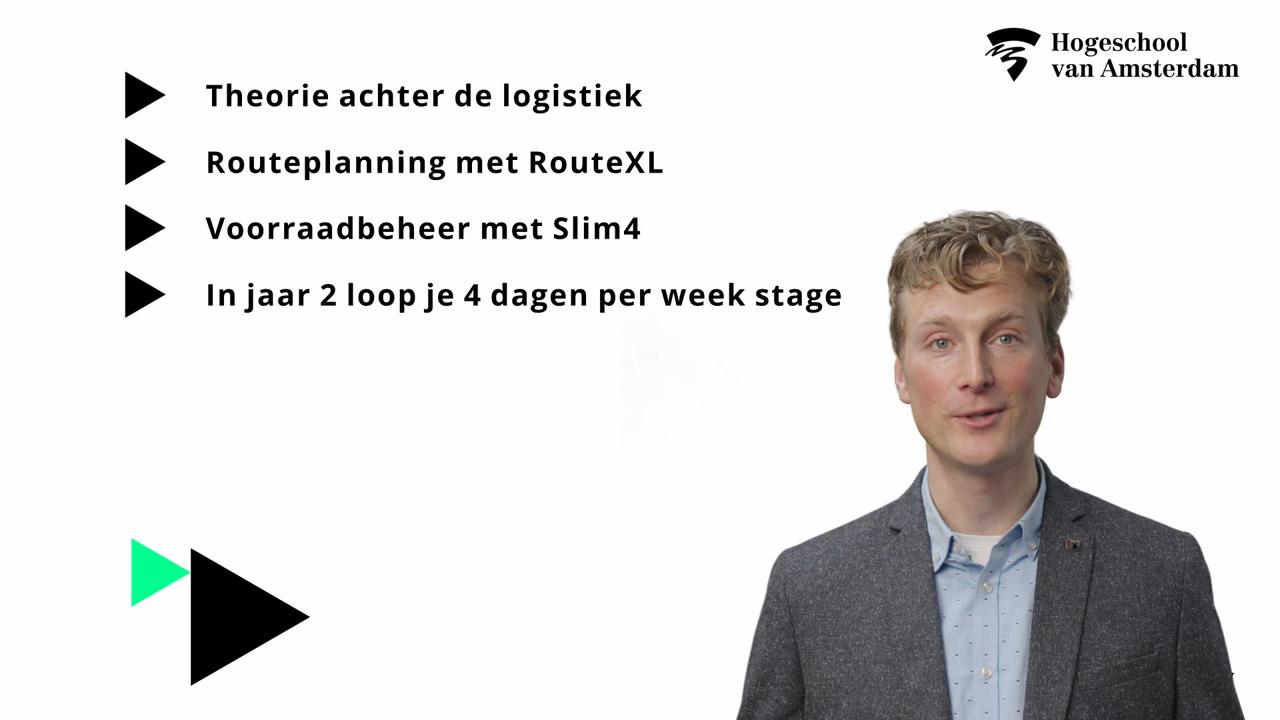 Hogeschool
van Amsterdam
Theorie achter de logistiek
Routeplanning met RouteXL
Voorraadbeheer met Slim4
In jaar 2 loop je 4 dagen per week stage